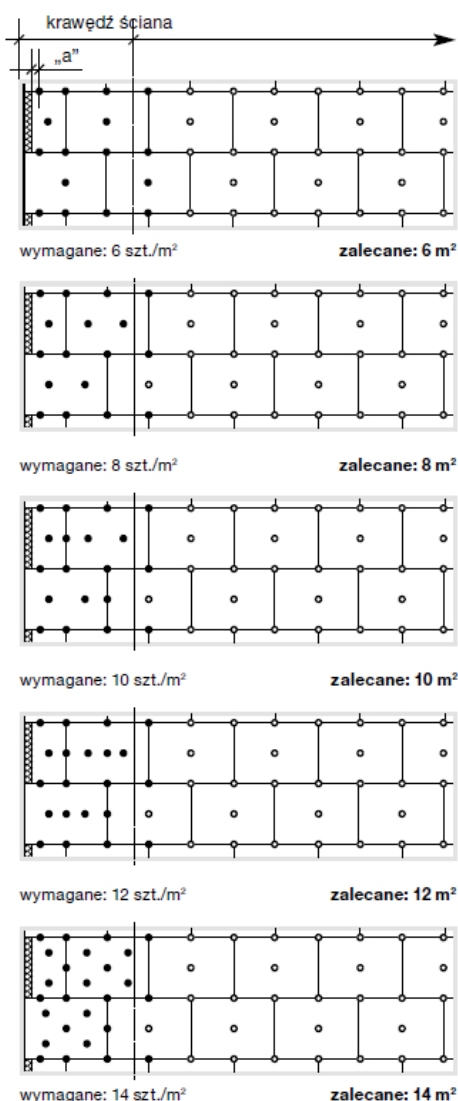 krawędź ściana
„a”
wymagane: 6 szt./m² zalecane: 6 m²
wymagane: 8 szt./m² zalecane: 8 m²
wymagane: 10 szt./m² zalecane: 10 m²
wymagane: 12 szt./m² zalecane: 12 m²
wymagane: 14 szt./m² zalecane: 14 m²